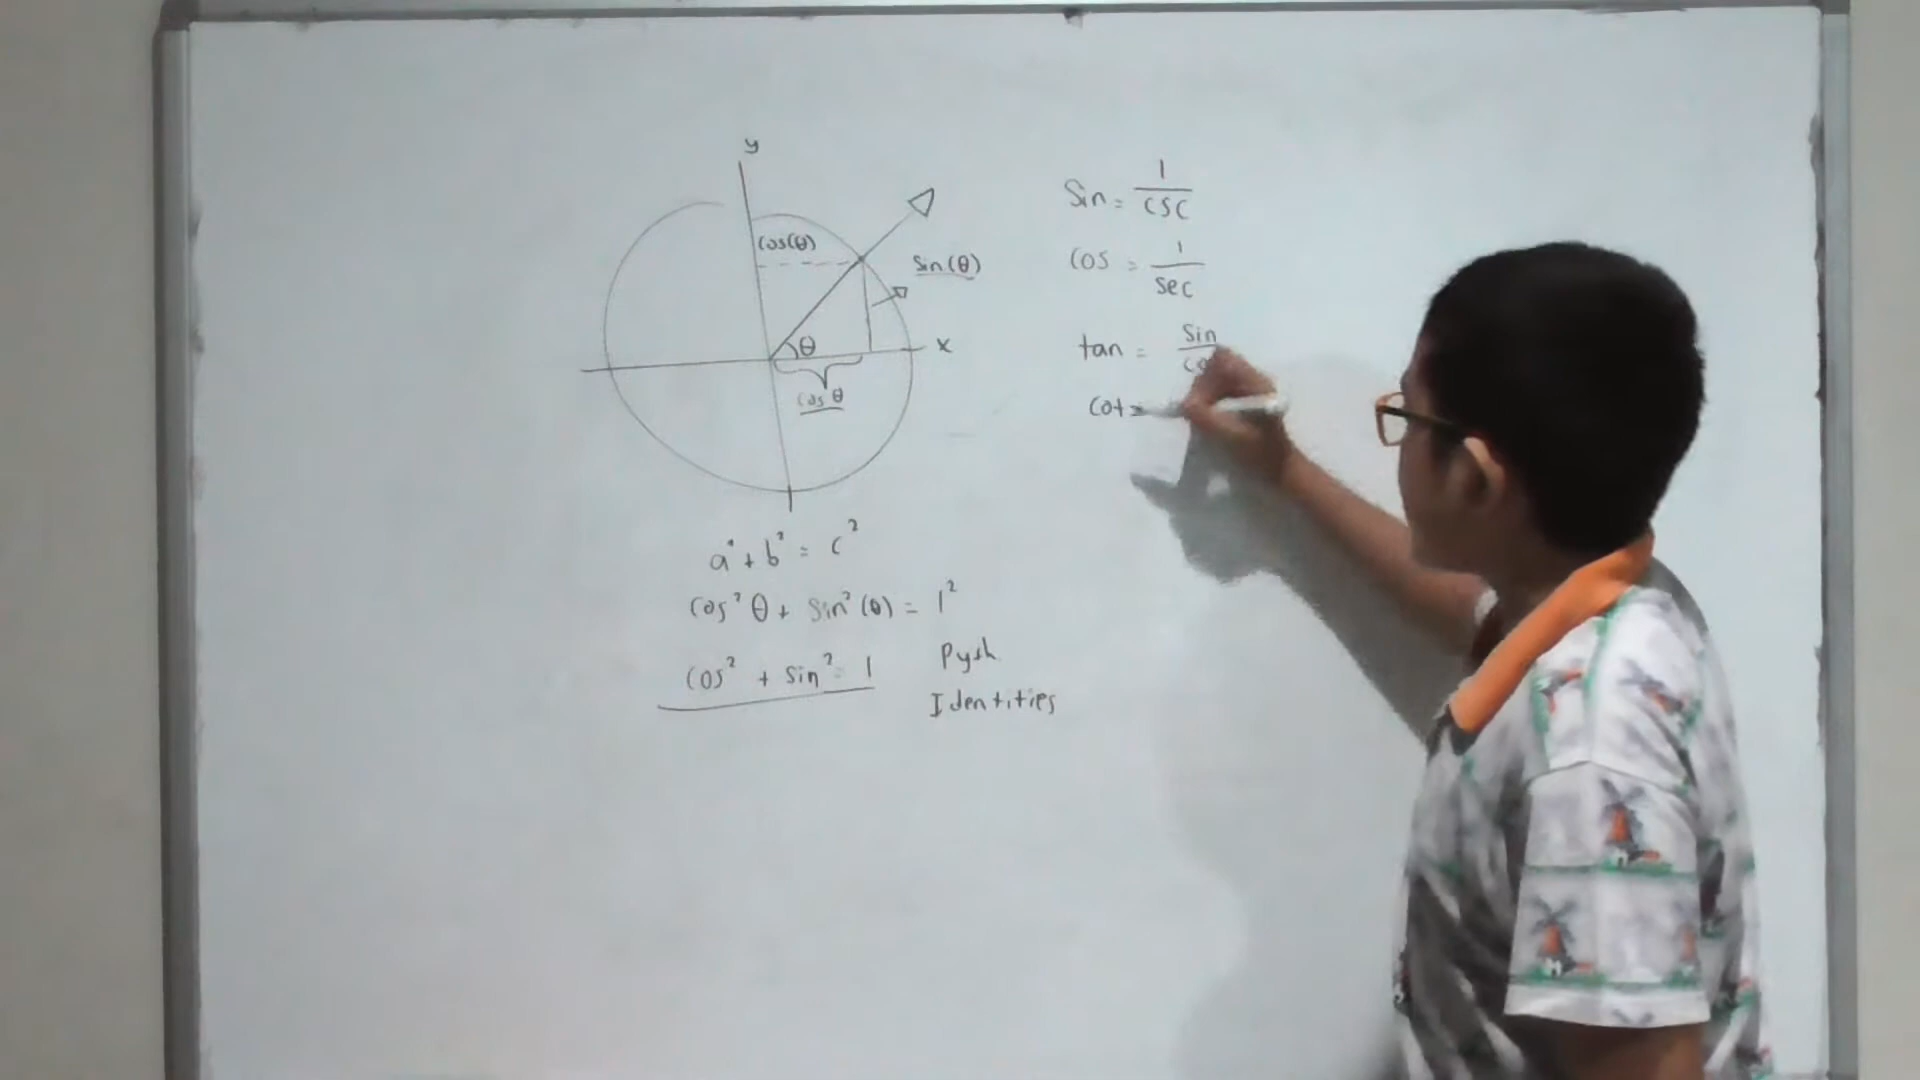 y
cos(θ)
sin(θ)
θ
x
cos θ
a² + b² = c²
cos² θ + sin² (θ) = 1²
cos² + sin² = 1
Pyth
Identities
Sin = 1/csc
cos = 1/sec
tan = Sin
cot =